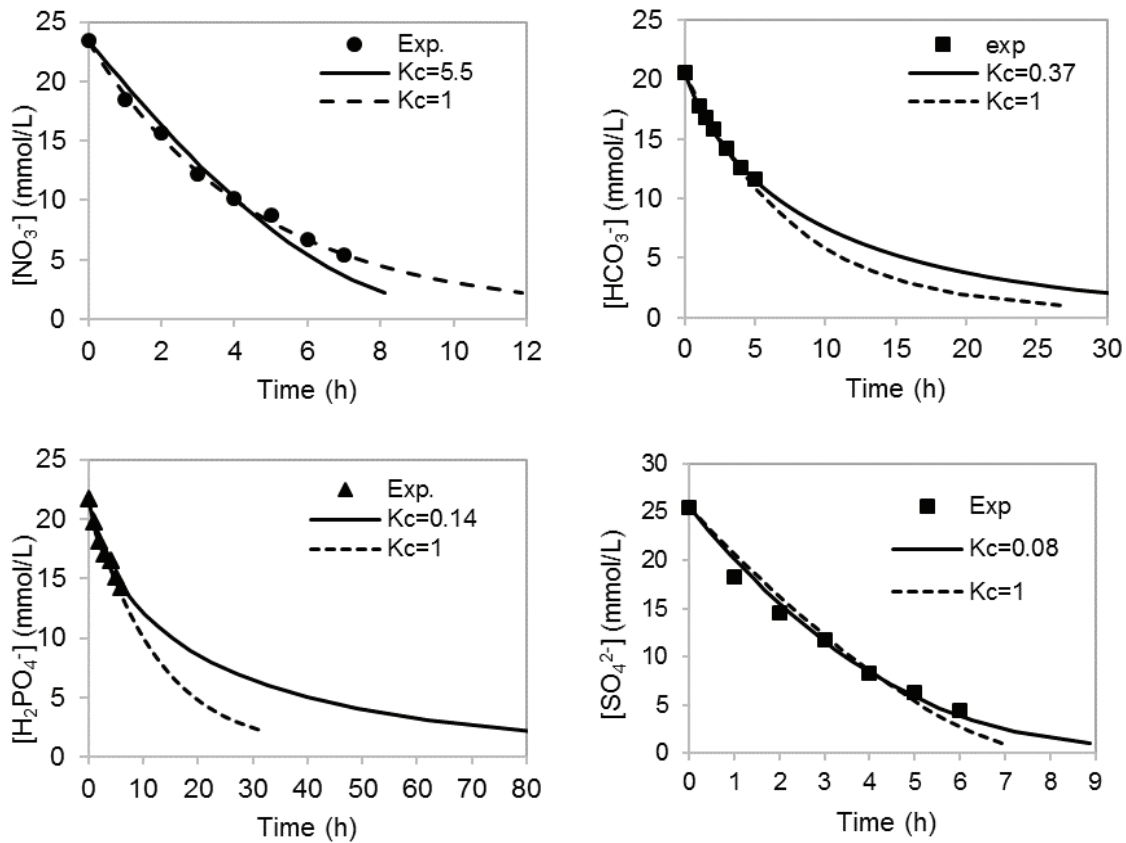 [NO₃⁻] (mmol/L)
25
20
15
10
5
0
Exp.
Kc=5.5
Kc=1
0 2 4 6 8 10 12
Time (h)
[HCO₃⁻] (mmol/L)
25
20
15
10
5
0
exp
Kc=0.37
Kc=1
0 5 10 15 20 25 30
Time (h)
[H₂PO₄⁻] (mmol/L)
25
20
15
10
5
0
Exp.
Kc=0.14
Kc=1
0 10 20 30 40 50 60 70 80
Time (h)
[SO₄²⁻] (mmol/L)
30
25
20
15
10
5
0
Exp
Kc=0.08
Kc=1
0 1 2 3 4 5 6 7 8 9
Time (h)